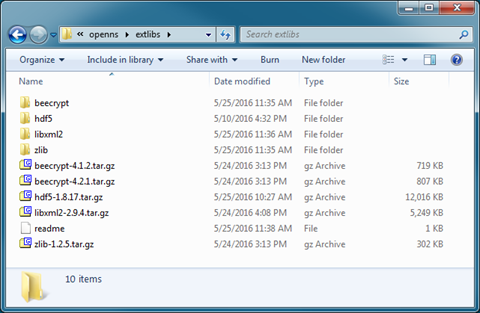 « openns ▸ extlibs ▸
Search extlibs
Organize Include in library Share with Burn New folder
Name Date modified Type Size
beecrypt 5/25/2016 11:35 AM File folder
hdf5 5/10/2016 4:32 PM File folder
libxml2 5/25/2016 11:36 AM File folder
zlib 5/25/2016 11:35 AM File folder
beecrypt-4.1.2.tar.gz 5/24/2016 3:13 PM gz Archive 719 KB
beecrypt-4.2.1.tar.gz 5/24/2016 3:13 PM gz Archive 807 KB
hdf5-1.8.17.tar.gz 5/25/2016 10:27 AM gz Archive 12,016 KB
libxml2-2.9.4.tar.gz 5/24/2016 4:08 PM gz Archive 5,249 KB
readme 5/25/2016 11:38 AM File 1 KB
zlib-1.2.5.tar.gz 5/24/2016 3:13 PM gz Archive 302 KB
10 items